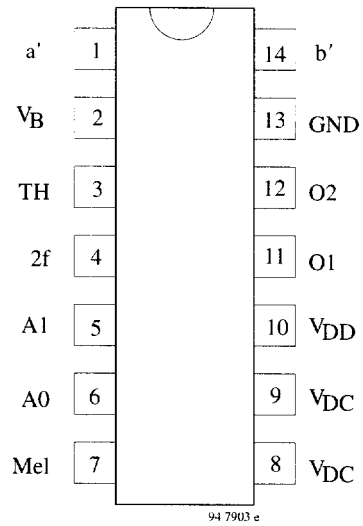 a' 1 14 b'
VB 2 13 GND
TH 3 12 O2
2f 4 11 O1
A1 5 10 VDD
A0 6 9 VDC
Mel 7 8 VDC
94 7903 e